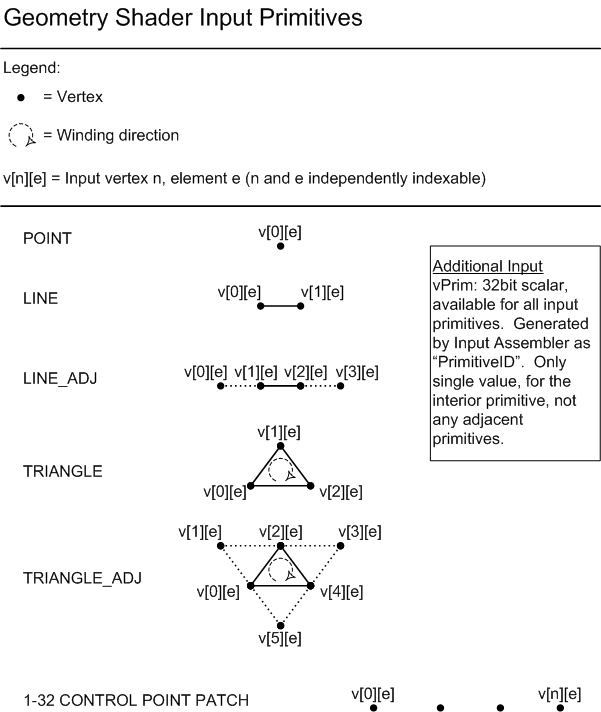 Geometry Shader Input Primitives
Legend:
= Vertex
= Winding direction
v[n][e] = Input vertex n, element e (n and e independently indexable)
POINT
v[0][e]
LINE
v[0][e]
v[1][e]
LINE_ADJ
v[0][e] v[1][e] v[2][e] v[3][e]
TRIANGLE
v[1][e]
v[0][e]
v[2][e]
TRIANGLE_ADJ
v[1][e]
v[2][e]
v[3][e]
v[0][e]
v[4][e]
v[5][e]
1-32 CONTROL POINT PATCH
v[0][e]
v[n][e]
Additional Input
vPrim: 32bit scalar,
available for all input
primitives. Generated
by Input Assembler as
“PrimitiveID”. Only
single value, for the
interior primitive, not
any adjacent
primitives.